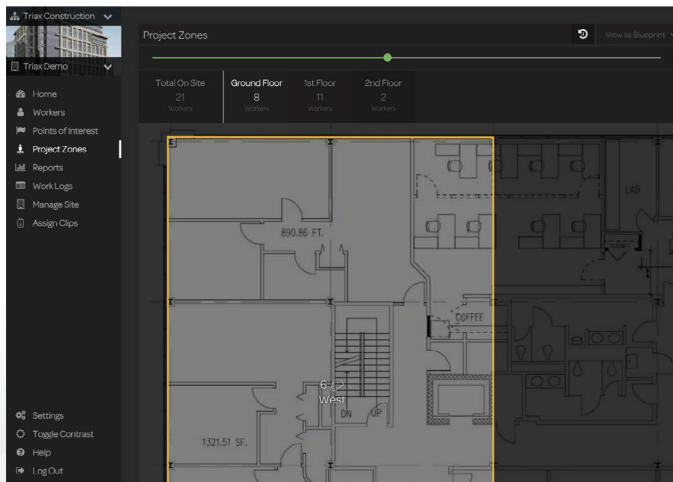 Triax Construction
Triax Demo
Home
Workers
Points of Interest
Project Zones
Reports
Work Logs
Manage Site
Assign Clips
Settings
Toggle Contrast
Help
Log Out
Project Zones
View as Blueprint
Total On Site
21
Workers
Ground Floor
8
Workers
1st Floor
11
Workers
2nd Floor
2
Workers
890.86 FT.
LAB
COFFEE
6
West
DN UP
1321.51 SF.